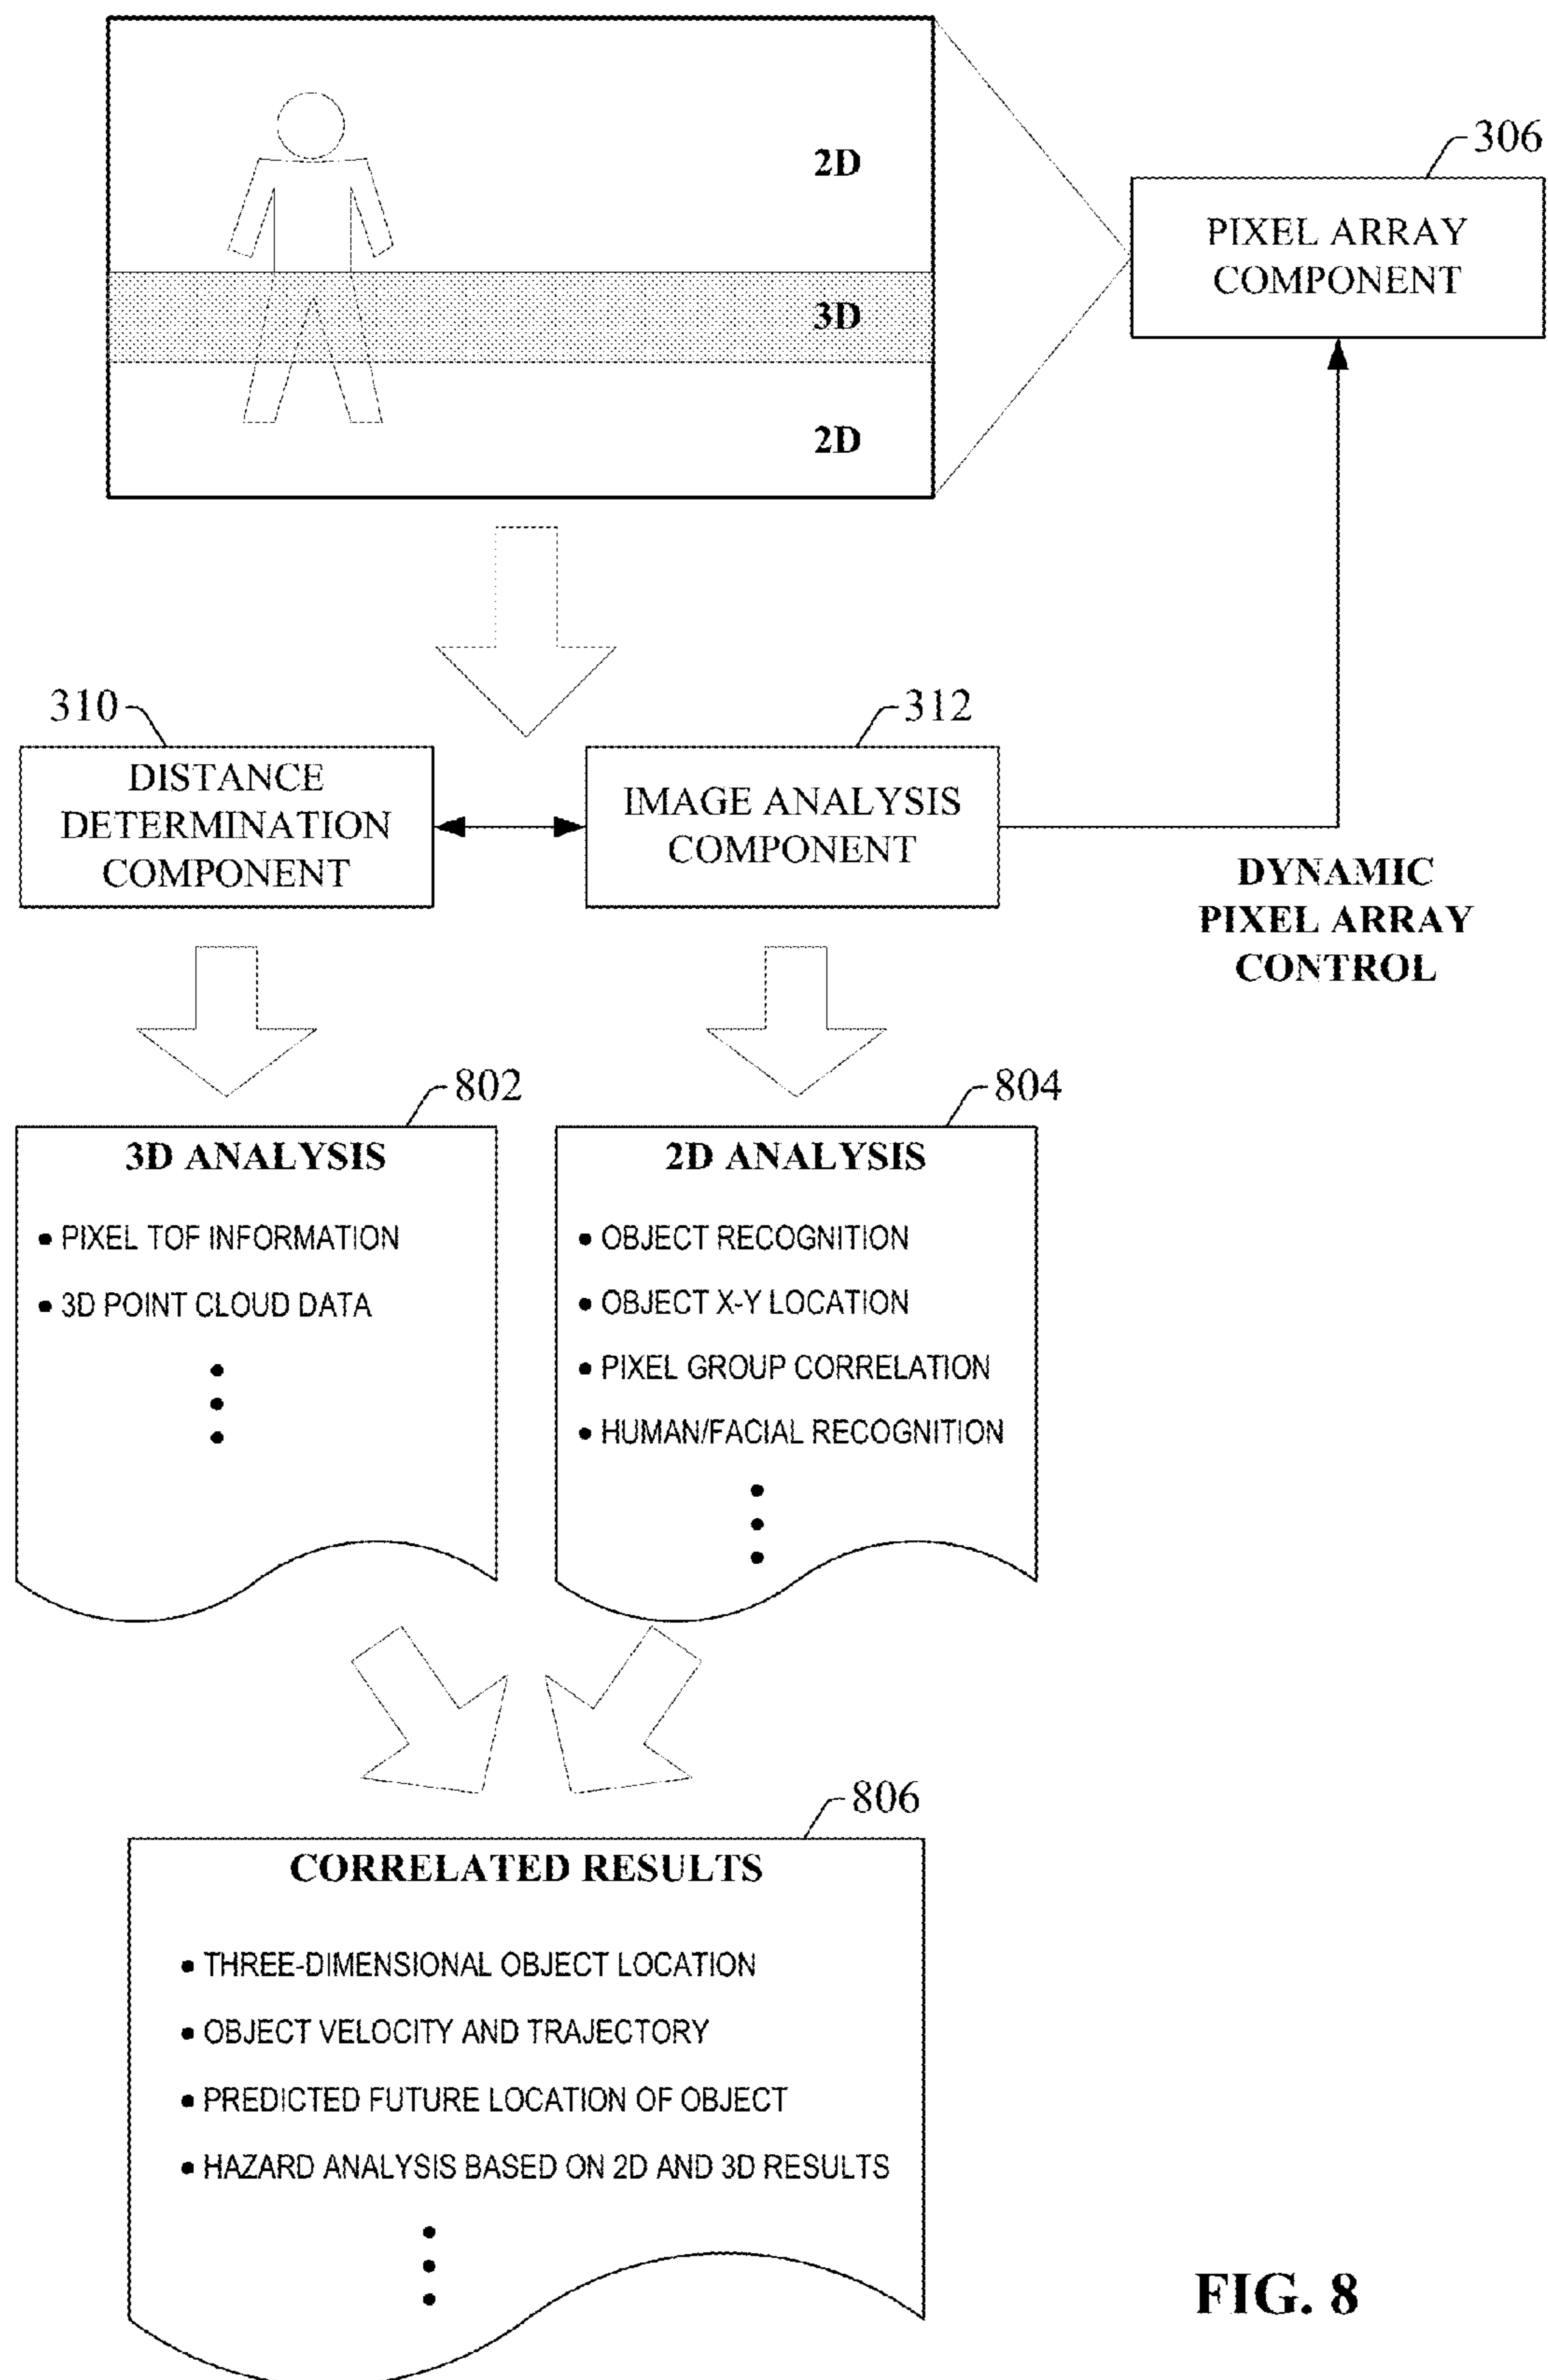 2D
3D
2D
306
PIXEL ARRAY
COMPONENT
310
DISTANCE
DETERMINATION
COMPONENT
312
IMAGE ANALYSIS
COMPONENT
DYNAMIC
PIXEL ARRAY
CONTROL
802
3D ANALYSIS
• PIXEL TOF INFORMATION
• 3D POINT CLOUD DATA
804
2D ANALYSIS
• OBJECT RECOGNITION
• OBJECT X-Y LOCATION
• PIXEL GROUP CORRELATION
• HUMAN/FACIAL RECOGNITION
806
CORRELATED RESULTS
• THREE-DIMENSIONAL OBJECT LOCATION
• OBJECT VELOCITY AND TRAJECTORY
• PREDICTED FUTURE LOCATION OF OBJECT
• HAZARD ANALYSIS BASED ON 2D AND 3D RESULTS
FIG. 8